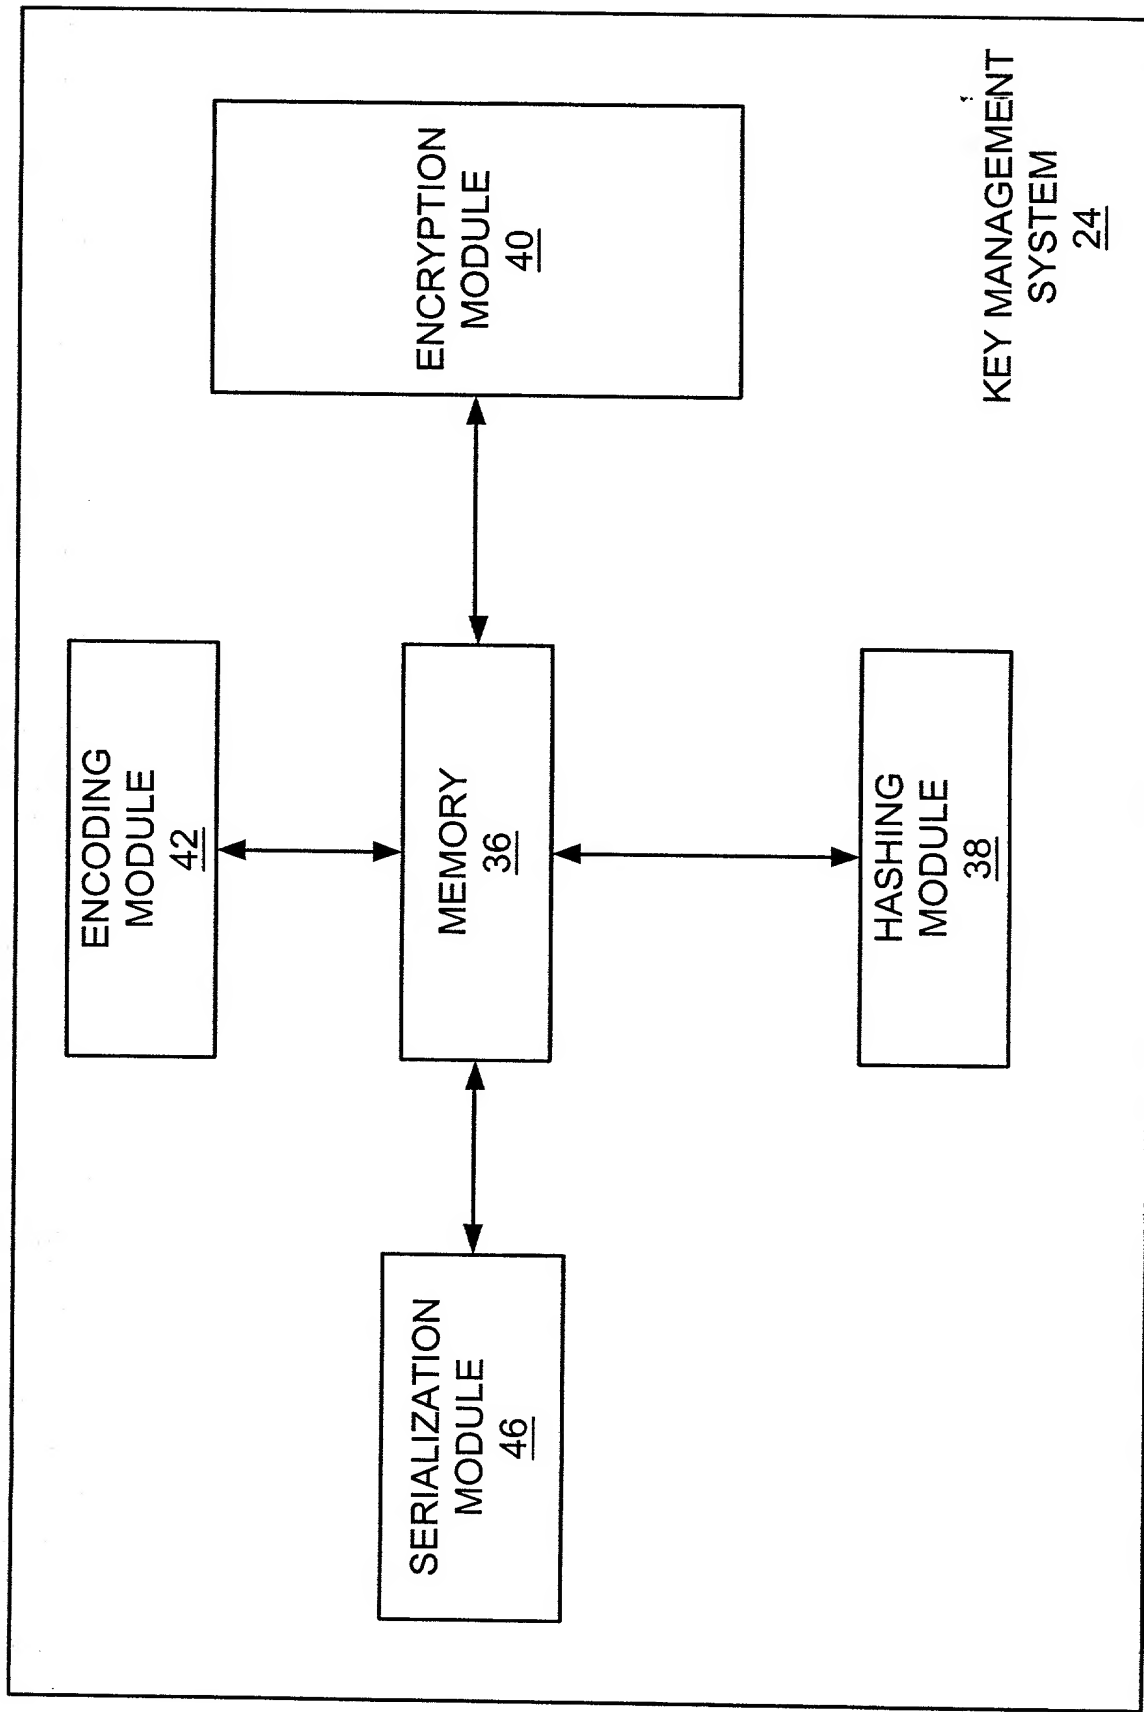 ENCODING
MODULE
42
SERIALIZATION
MODULE
46
MEMORY
36
ENCRYPTION
MODULE
40
HASHING
MODULE
38
KEY MANAGEMENT
SYSTEM
24